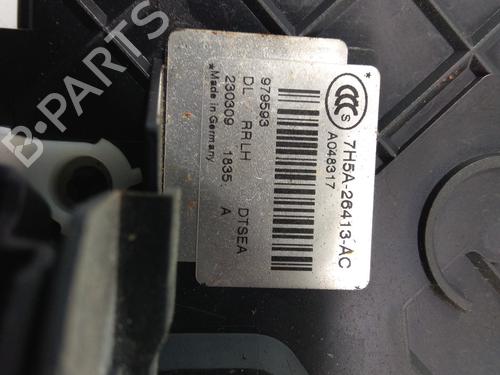 7H5A-26413-AC
A048317
S
979593
DL RRLH DTSEA
230309 1835 A
*Made in Germany
B-PARTS